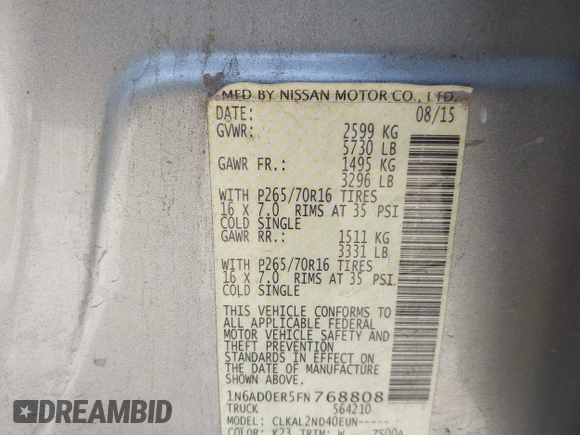 MFD BY NISSAN MOTOR CO., LTD.
DATE: 08/15
GVWR: 2599 KG
5730 LB
GAWR FR.: 1495 KG
3296 LB
WITH P265/70R16 TIRES
16 X 7.0 RIMS AT 35 PSI
COLD SINGLE
GAWR RR.: 1511 KG
3331 LB
WITH P265/70R16 TIRES
16 X 7.0 RIMS AT 35 PSI
COLD SINGLE
THIS VEHICLE CONFORMS TO
ALL APPLICABLE FEDERAL
MOTOR VEHICLE SAFETY AND
THEFT PREVENTION
STANDARDS IN EFFECT ON
THE DATE OF MANUFACTURE
SHOWN ABOVE.
1N6AD0ER5FN768808
TRUCK 564210
MODEL: CLKAL2ND40EUN-----
COLOR: K23 TRIM: W
DREAMBID